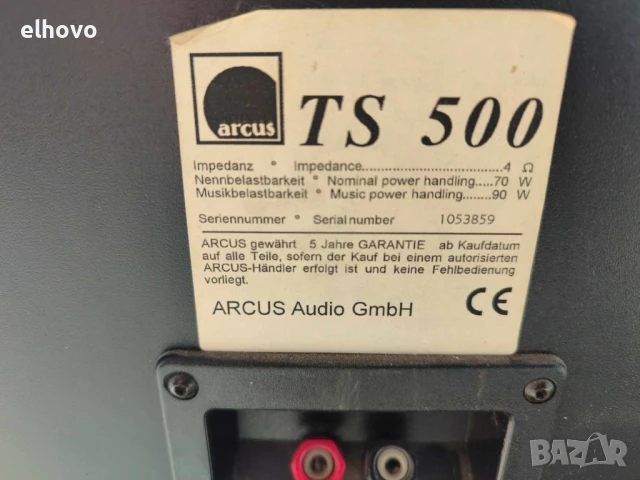 elhovo
arcus
TS 500
Impedanz ° Impedance..............................4 Ω
Nennbelastbarkeit ° Nominal power handling.....70 W
Musikbelastbarkeit ° Music power handling.......90 W
Seriennummer ° Serial number 1053859
ARCUS gewährt 5 Jahre GARANTIE ab Kaufdatum
auf alle Teile, sofern der Kauf bei einem autorisierten
ARCUS-Händler erfolgt ist und keine Fehlbedienung
vorliegt.
ARCUS Audio GmbH CE
BAZAR